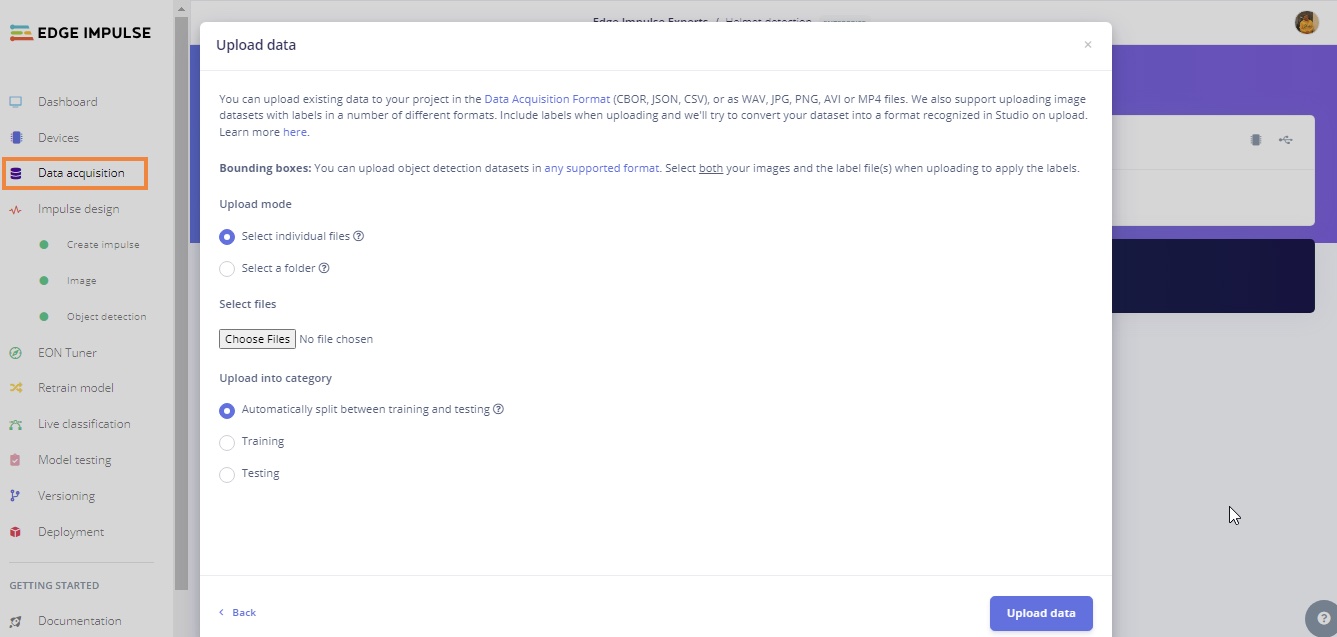 EDGE IMPULSE
Edge Impulse Experts / Helmet detection
Dashboard
Devices
Data acquisition
Impulse design
Create impulse
Image
Object detection
EON Tuner
Retrain model
Live classification
Model testing
Versioning
Deployment
GETTING STARTED
Documentation
Upload data
×
You can upload existing data to your project in the Data Acquisition Format (CBOR, JSON, CSV), or as WAV, JPG, PNG, AVI or MP4 files. We also support uploading image
datasets with labels in a number of different formats. Include labels when uploading and we'll try to convert your dataset into a format recognized in Studio on upload.
Learn more here.
Bounding boxes: You can upload object detection datasets in any supported format. Select both your images and the label file(s) when uploading to apply the labels.
Upload mode
Select individual files ?
Select a folder ?
Select files
Choose Files No file chosen
Upload into category
Automatically split between training and testing ?
Training
Testing
Back
Upload data
?